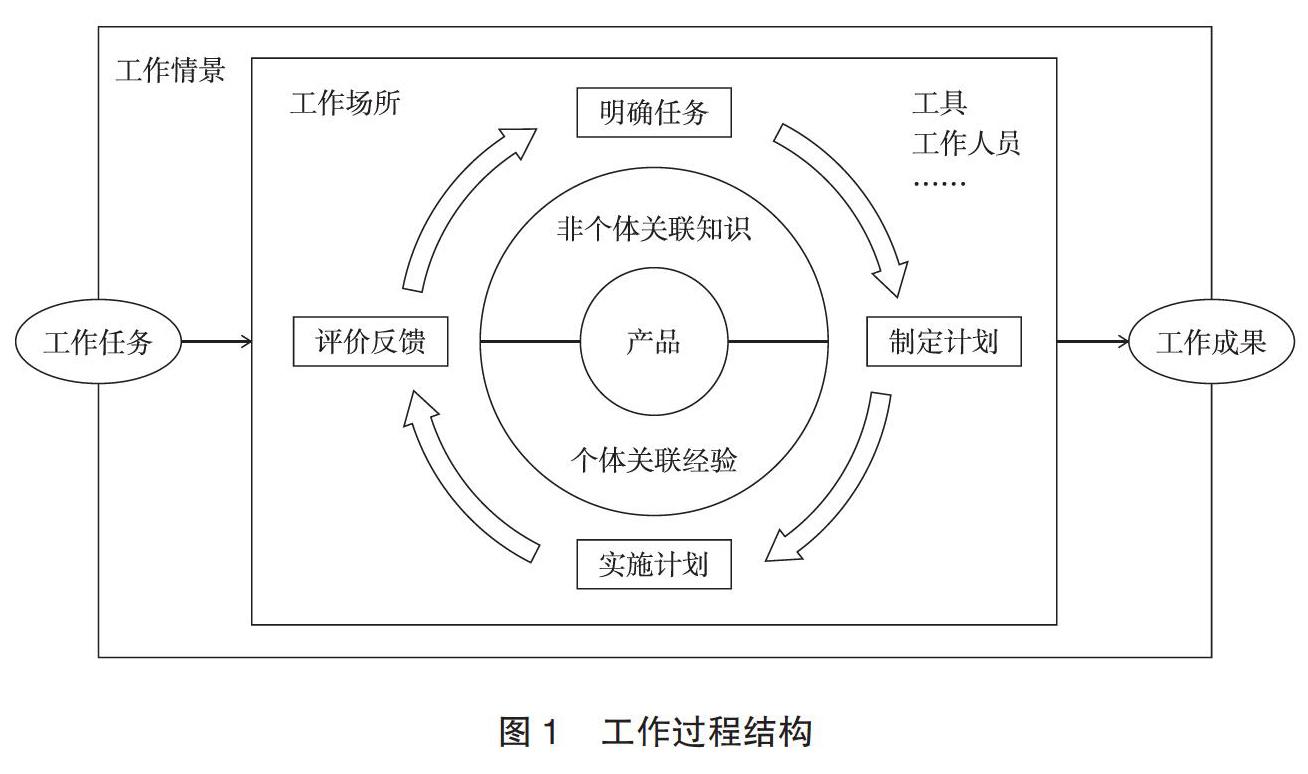 工作情景
工作场所
明确任务
工具
工作人员
……
非个体关联知识
工作任务
评价反馈
产品
制定计划
工作成果
个体关联经验
实施计划
图 1 工作过程结构